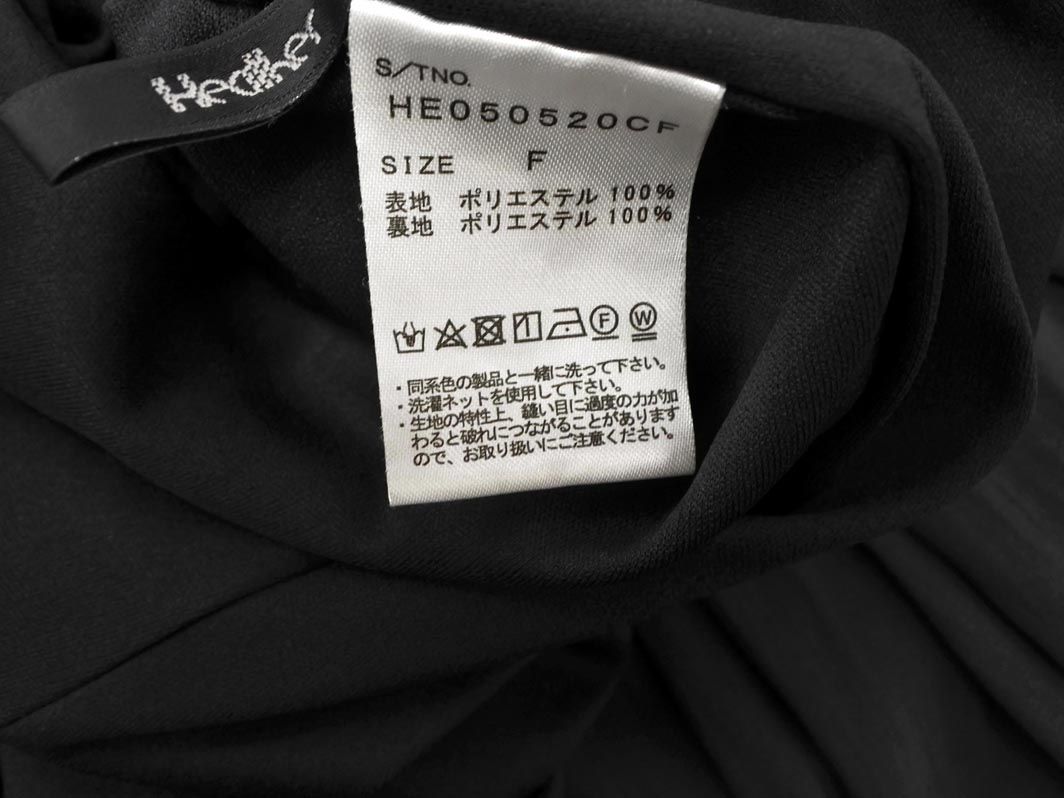 Heather
S/TNO.
HE050520CF
SIZE F
表地 ポリエステル 100%
裏地 ポリエステル 100%
F W
・同系色の製品と一緒に洗って下さい。
・洗濯ネットを使用して下さい。
・生地の特性上、縫い目に過度の力が加
わると破れにつながることがあります
ので、お取り扱いにご注意ください。